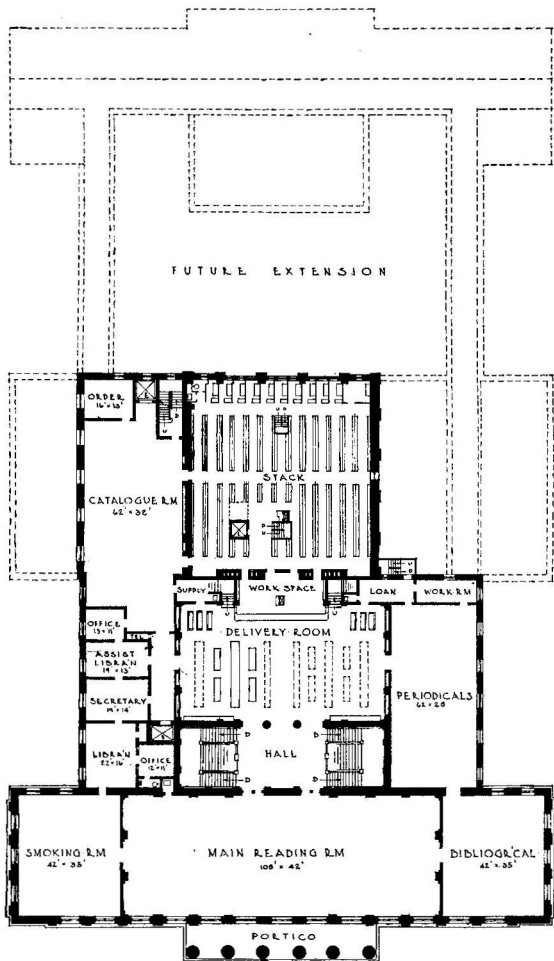 FUTURE EXTENSION
ORDER
16'×13'
STACK
CATALOGUE RM
62'×32'
SUPPLY
WORK SPACE
LOAN
WORK RM
OFFICE
13'×11'
DELIVERY ROOM
ASSIST
LIBRA'N
19'×13'
SECRETARY
PERIODICALS
HALL
D
D
D
D
LIBRA'N
22'×16'
OFFICE
12'×11'
SMOKING RM
42'×35'
MAIN READING RM
108'×42'
BIBLIOGR'CAL
42'×35'
PORTICO